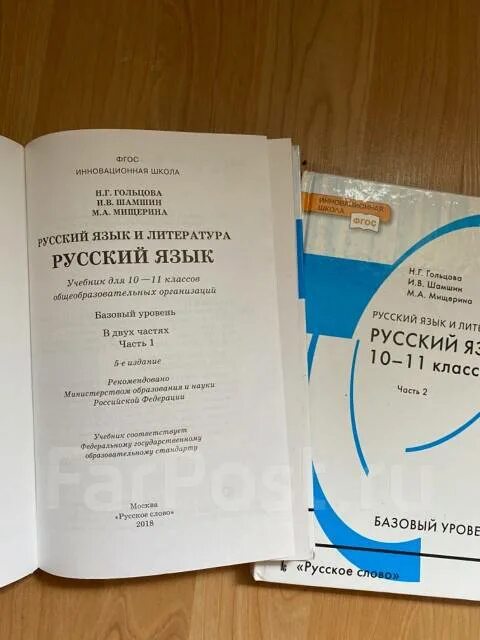 ФГОС
ИННОВАЦИОННАЯ ШКОЛА
Н.Г. ГОЛЬЦОВА
И.В. ШАМШИН
М.А. МИЩЕРИНА
РУССКИЙ ЯЗЫК И ЛИТЕРАТУРА
РУССКИЙ ЯЗЫК
Учебник для 10—11 классов
общеобразовательных организаций
Базовый уровень
В двух частях
Часть 1
5-е издание
Рекомендовано
Министерством образования и науки
Российской Федерации
Учебник соответствует
Федеральному государственному
образовательному стандарту
Москва
«Русское слово»
2018
ИННОВАЦИОННАЯ
ШКОЛА
ФГОС
Н.Г. Гольцова
И.В. Шамшин
М.А. Мищерина
РУССКИЙ ЯЗЫК И ЛИТЕ
РУССКИЙ ЯЗ
10–11 класс
Часть 2
БАЗОВЫЙ УРОВЕ
«Русское слово»
FarPost.ru